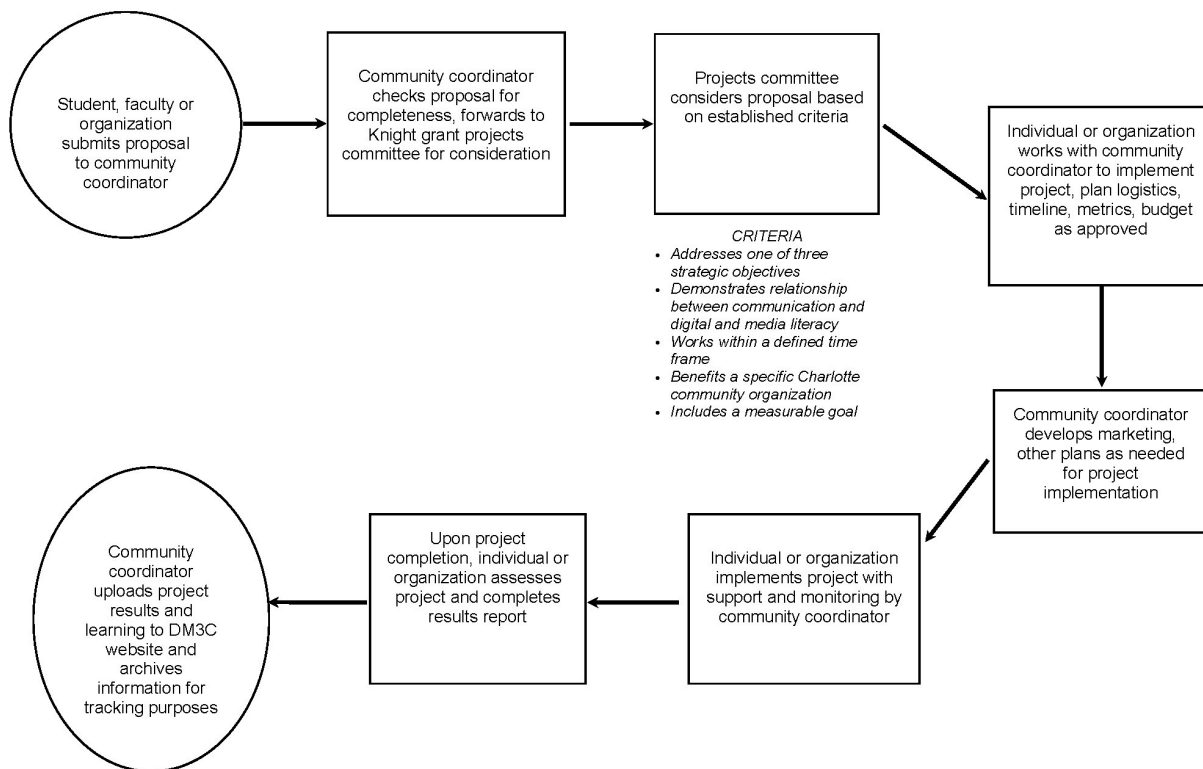 Student, faculty or
organization
submits proposal
to community
coordinator
Community coordinator
checks proposal for
completeness, forwards to
Knight grant projects
committee for consideration
Projects committee
considers proposal based
on established criteria
CRITERIA
• Addresses one of three
strategic objectives
• Demonstrates relationship
between communication and
digital and media literacy
• Works within a defined time
frame
• Benefits a specific Charlotte
community organization
• Includes a measurable goal
Individual or organization
works with community
coordinator to implement
project, plan logistics,
timeline, metrics, budget
as approved
Community coordinator
develops marketing,
other plans as needed
for project
implementation
Individual or organization
implements project with
support and monitoring by
community coordinator
Upon project
completion, individual or
organization assesses
project and completes
results report
Community
coordinator
uploads project
results and
learning to DM3C
website and
archives
information for
tracking purposes